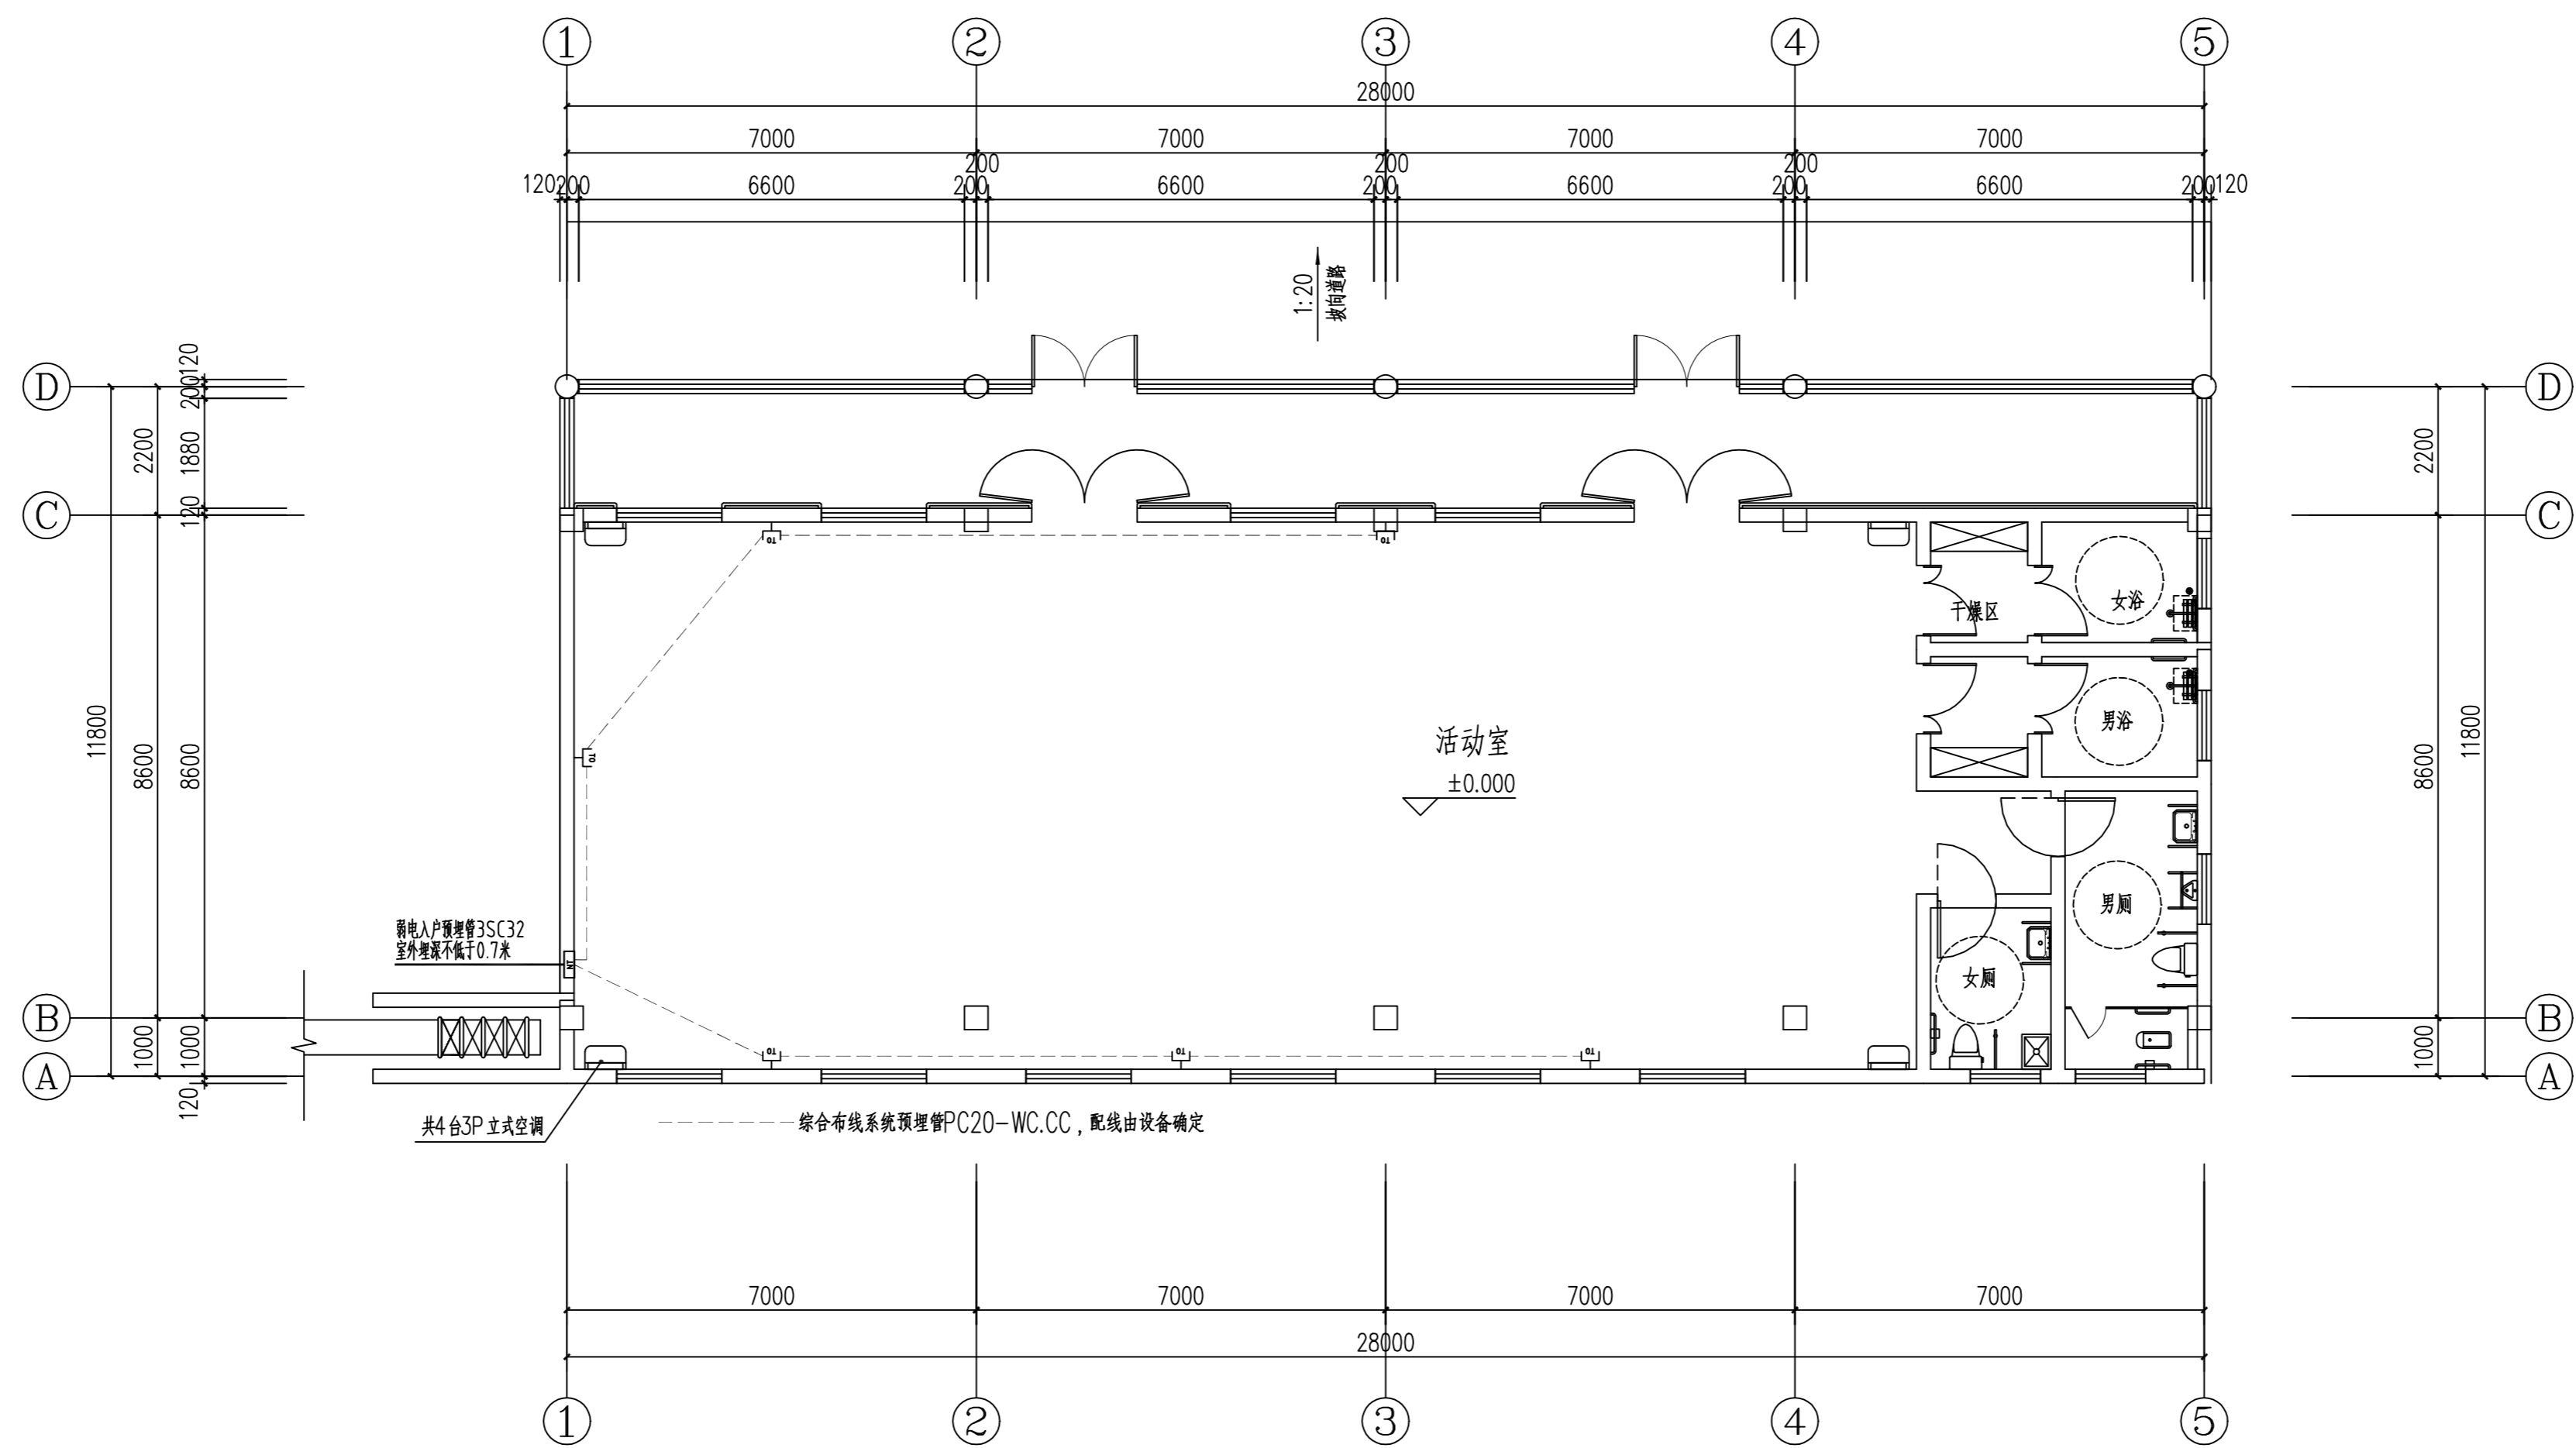 ① ② ③ ④ ⑤
28000
7000 7000 7000 7000
200 200 200
120 200 6600 200 6600 200 6600 200 6600 200 120
1:20
坡向道路
D D
C C
B B
A A
120
200
2200 1880
120
11800 8600 8600
1000 1000
120
2200
8600 11800
1000
TO TO
TO
干燥区
女浴
男浴
活动室
±0.000
男厕
女厕
弱电入户预埋管3SC32
室外埋深不低于0.7米
TO TO TO
共4台3P立式空调
综合布线系统预埋管PC20-WC.CC，配线由设备确定
7000 7000 7000 7000
28000
① ② ③ ④ ⑤